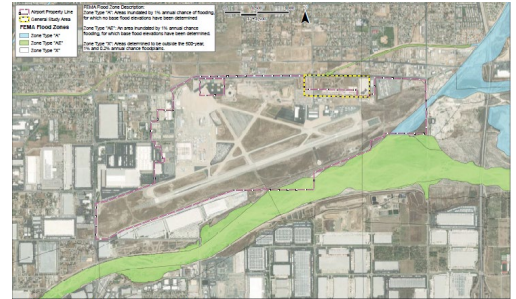 Airport Property Line
General Study Area
FEMA Flood Zones
Zone Type "A"
Zone Type "AE"
Zone Type "X"
FEMA Flood Zone Description:
Zone Type "A": Areas inundated by 1% annual chance of flooding,
for which no base flood elevations have been determined.
Zone Type "AE": An area inundated by 1% annual chance
flooding, for which base flood elevations have been determined.
Zone Type "X": Areas determined to be outside the 500-year,
1% and 0.2% annual chance floodplains.